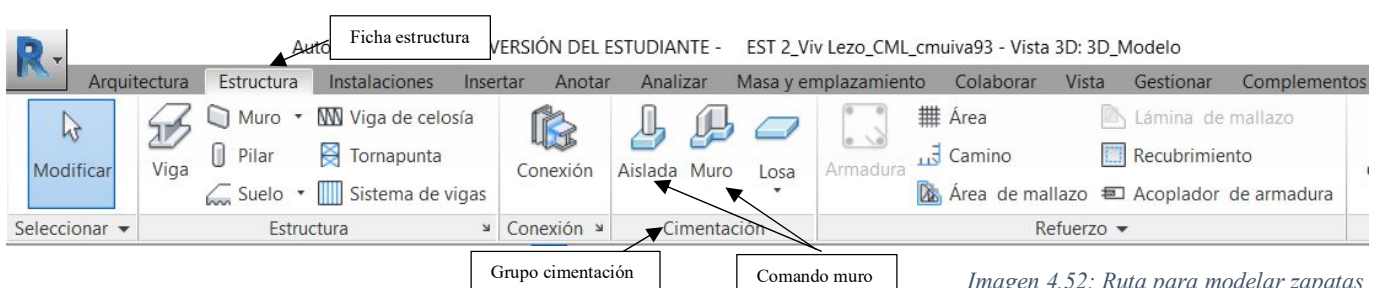 Ficha estructura
Auto VERSIÓN DEL ESTUDIANTE - EST 2_Viv Lezo_CML_cmuiva93 - Vista 3D: 3D_Modelo
Arquitectura Estructura Instalaciones Insertar Anotar Analizar Masa y emplazamiento Colaborar Vista Gestionar Complementos
Muro Viga de celosía Área Lámina de mallazo
Pilar Tornapunta Camino Recubrimiento
Modificar Viga Conexión Aislada Muro Losa Armadura
Suelo Sistema de vigas Área de mallazo Acoplador de armadura
Seleccionar Estructura Conexión Cimentación Refuerzo
Grupo cimentación Comando muro
Imagen 4.52: Ruta para modelar zapatas